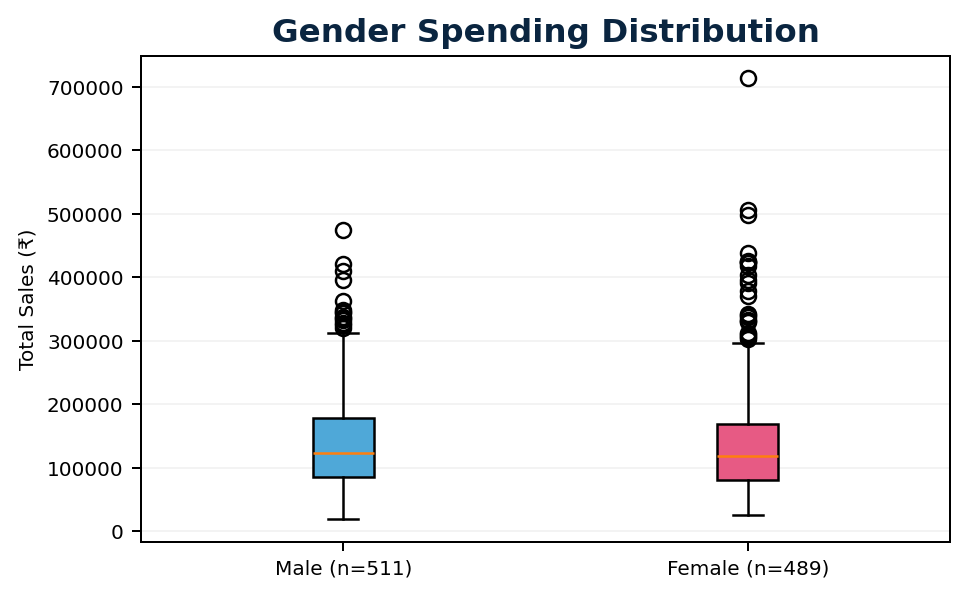 Gender Spending Distribution
Total Sales (₹)
700000
600000
500000
400000
300000
200000
100000
0
Male (n=511)
Female (n=489)